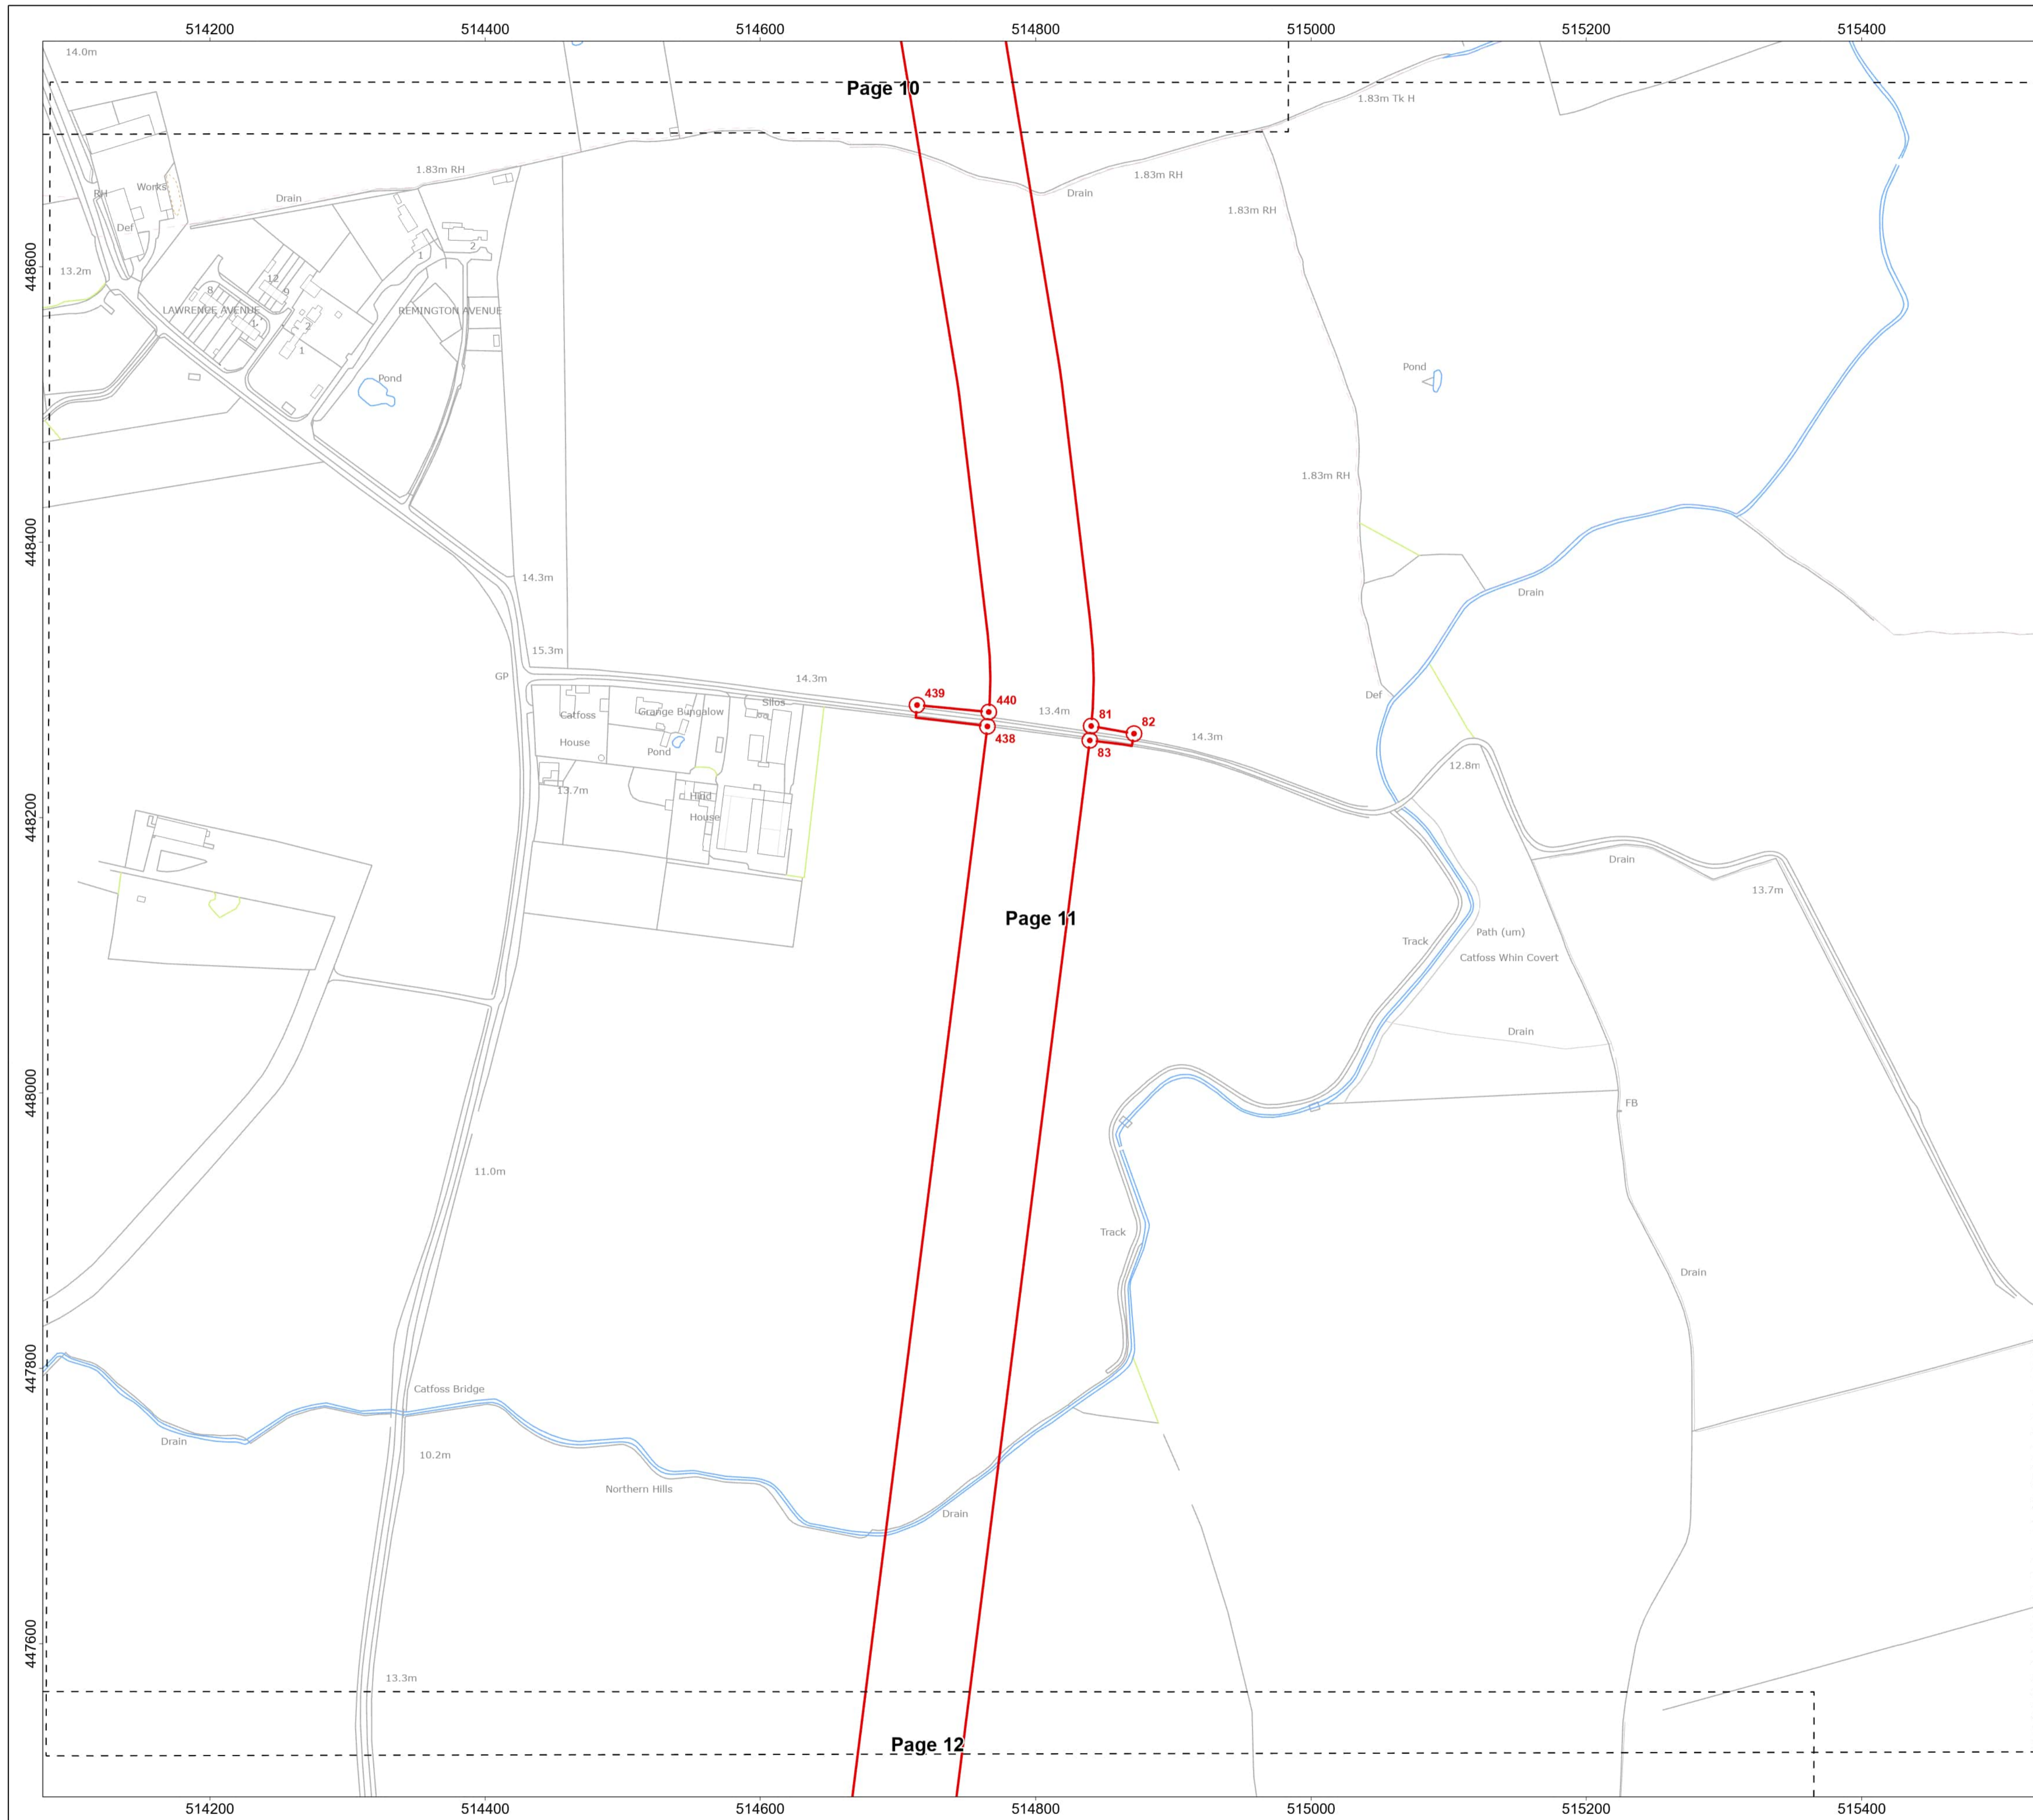 514200 514400 514600 514800 515000 515200 515400
14.0m
Page 10
1.83m Tk H
1.83m RH
Drain
1.83m RH
Drain
1.83m RH
RH
Works
Def
13.2m
448600
2
1
12
9
8
LAWRENCE AVENUE
REMINGTON AVENUE
1
2
1
Pond
Pond
1.83m RH
448400
14.3m
Drain
15.3m
GP
14.3m
Def
439
440
438
13.4m
81
82
83
14.3m
Catfoss
House
Grange Bungalow
Silos
Pond
12.8m
13.7m
Hind
House
448200
Drain
13.7m
Page 11
Track
Path (um)
Catfoss Whin Covert
Drain
448000
FB
11.0m
Track
Drain
447800
Catfoss Bridge
Drain
10.2m
Northern Hills
Drain
447600
13.3m
Page 12
514200 514400 514600 514800 515000 515200 515400